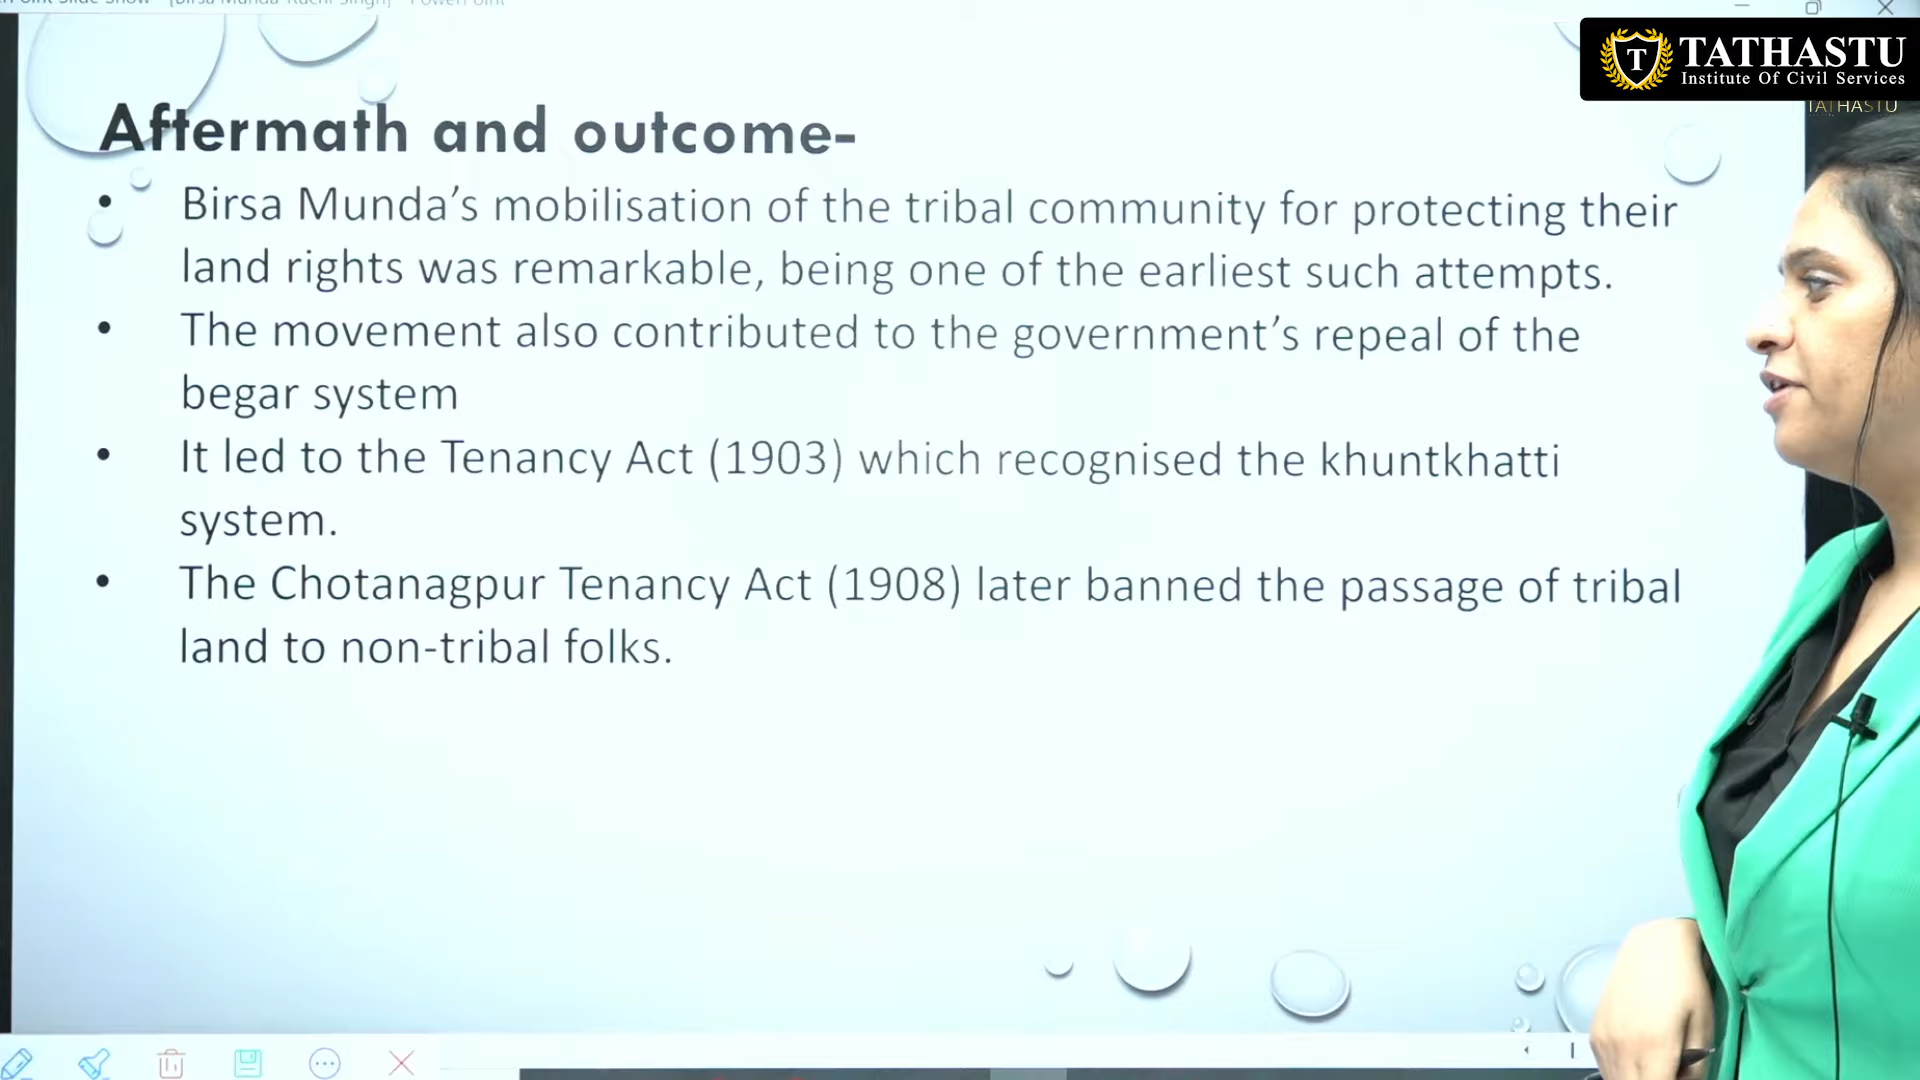 TATHASTU
Institute Of Civil Services
TATHASTU
Aftermath and outcome-
• Birsa Munda’s mobilisation of the tribal community for protecting their
land rights was remarkable, being one of the earliest such attempts.
• The movement also contributed to the government’s repeal of the
begar system
• It led to the Tenancy Act (1903) which recognised the khuntkhatti
system.
• The Chotanagpur Tenancy Act (1908) later banned the passage of tribal
land to non-tribal folks.